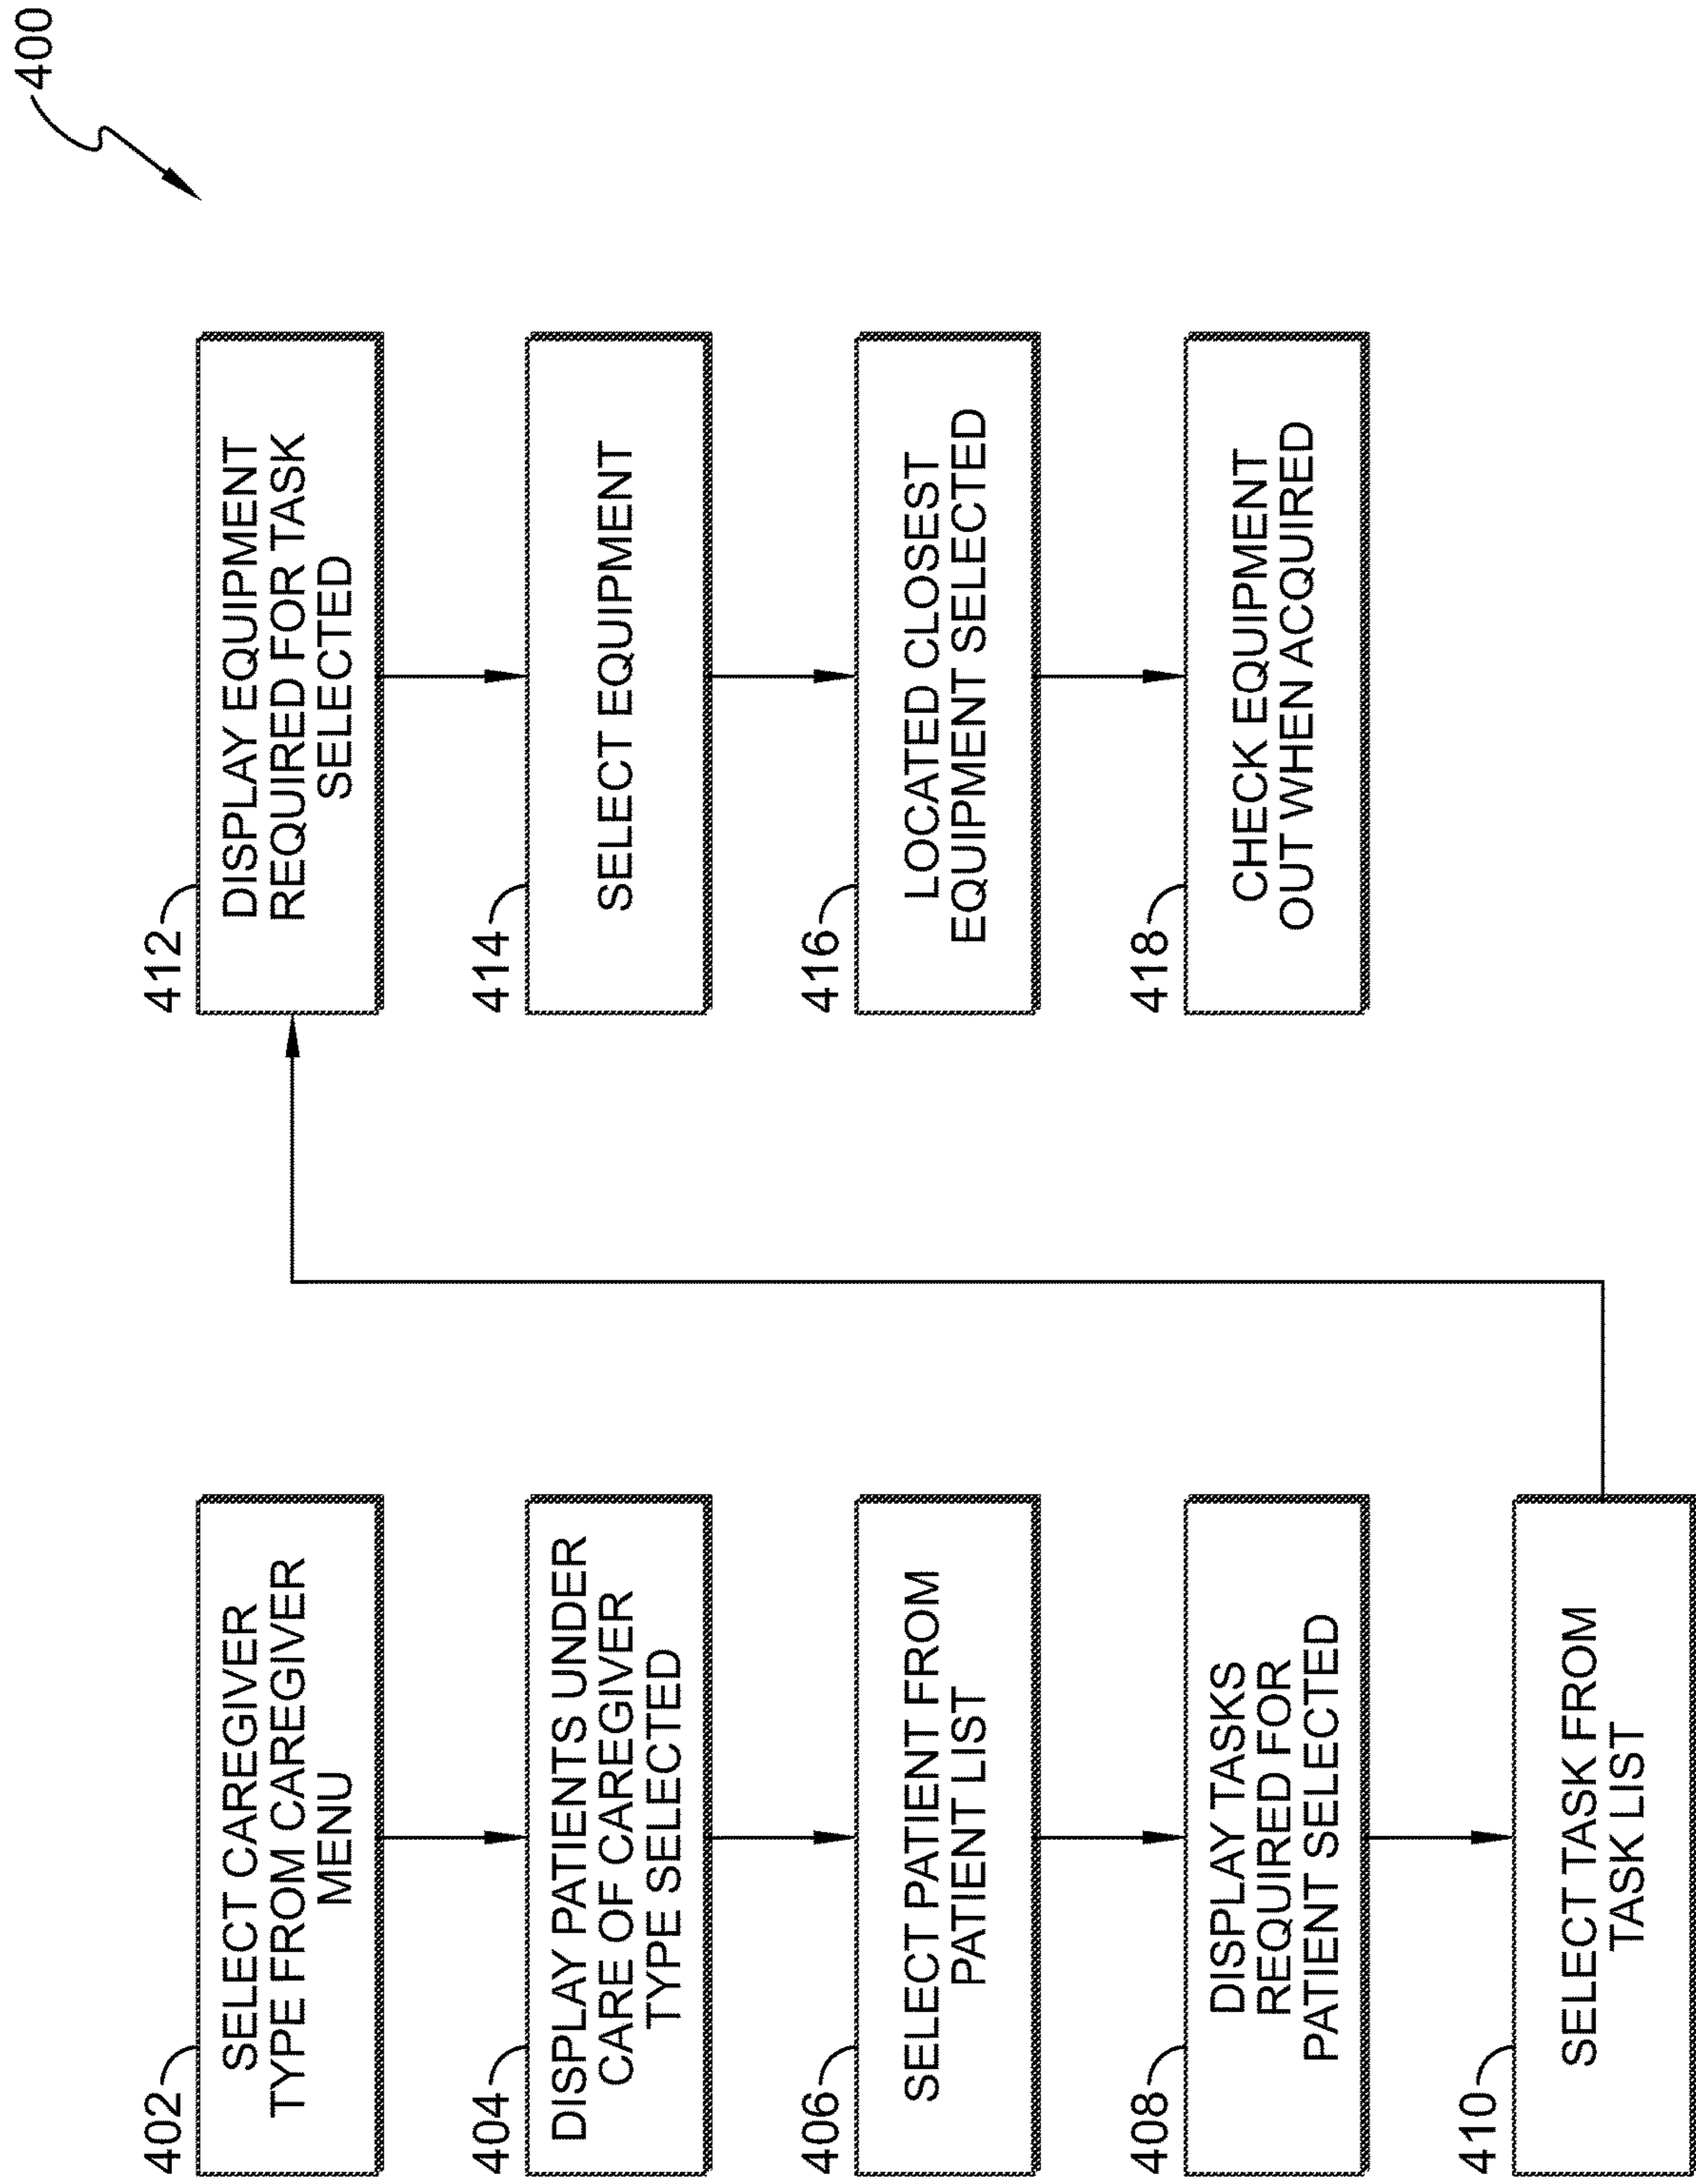 400
402
SELECT CAREGIVER
TYPE FROM CAREGIVER
MENU
404
DISPLAY PATIENTS UNDER
CARE OF CAREGIVER
TYPE SELECTED
406
SELECT PATIENT FROM
PATIENT LIST
408
DISPLAY TASKS
REQUIRED FOR
PATIENT SELECTED
410
SELECT TASK FROM
TASK LIST
412
DISPLAY EQUIPMENT
REQUIRED FOR TASK
SELECTED
414
SELECT EQUIPMENT
416
LOCATED CLOSEST
EQUIPMENT SELECTED
418
CHECK EQUIPMENT
OUT WHEN ACQUIRED